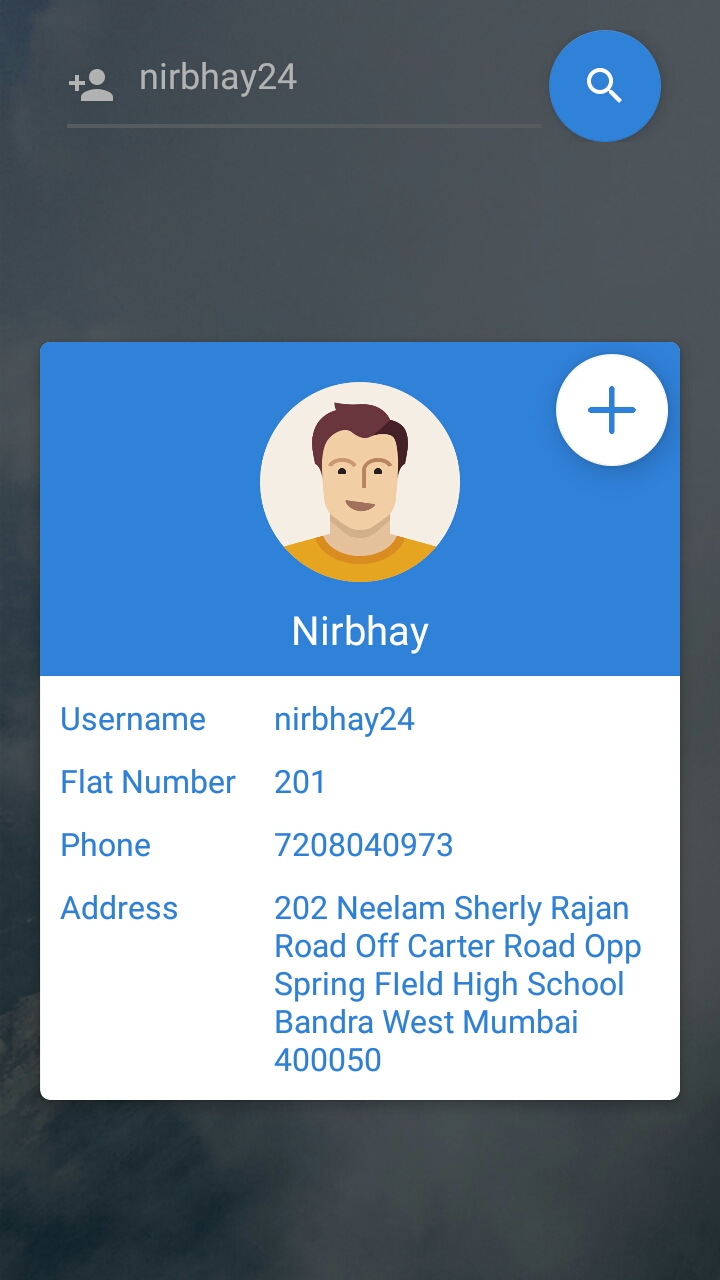 nirbhay24
Nirbhay
Username nirbhay24
Flat Number 201
Phone 7208040973
Address 202 Neelam Sherly Rajan
Road Off Carter Road Opp
Spring FIeld High School
Bandra West Mumbai
400050